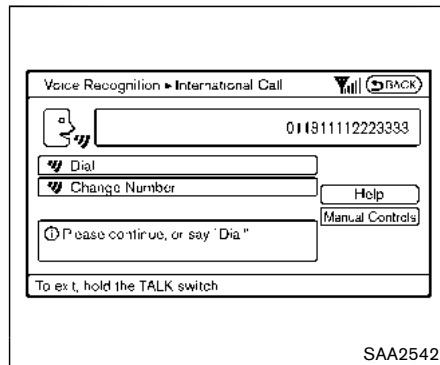 Voice Recognition ▸ International Call
BACK
011811112223333
Dial
Change Number
Help
Manual Controls
Please continue, or say "Dial"
To exit, hold the TALK switch
SAA2542